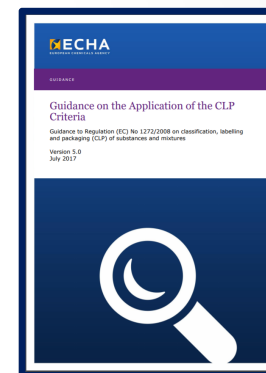 ECHA
EUROPEAN CHEMICALS AGENCY
GUIDANCE
Guidance on the Application of the CLP
Criteria
Guidance to Regulation (EC) No 1272/2008 on classification, labelling
and packaging (CLP) of substances and mixtures
Version 5.0
July 2017